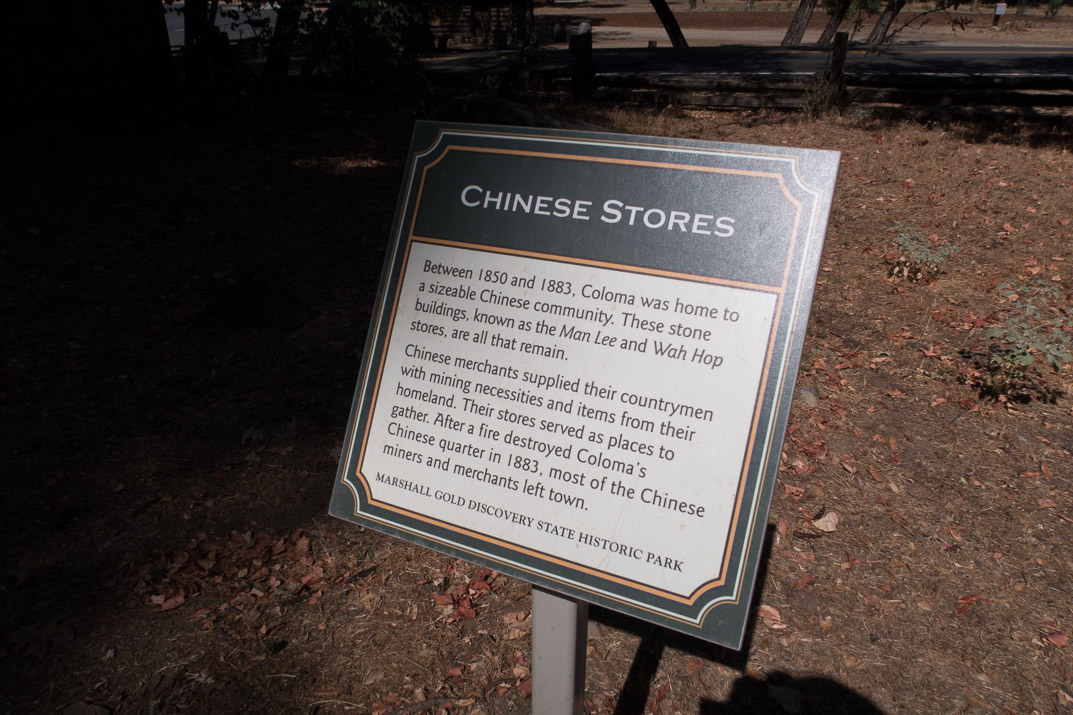 CHINESE STORES
Between 1850 and 1883, Coloma was home to
a sizeable Chinese community. These stone
buildings, known as the Man Lee and Wah Hop
stores, are all that remain.
Chinese merchants supplied their countrymen
with mining necessities and items from their
homeland. Their stores served as places to
gather. After a fire destroyed Coloma's
Chinese quarter in 1883, most of the Chinese
miners and merchants left town.
MARSHALL GOLD DISCOVERY STATE HISTORIC PARK